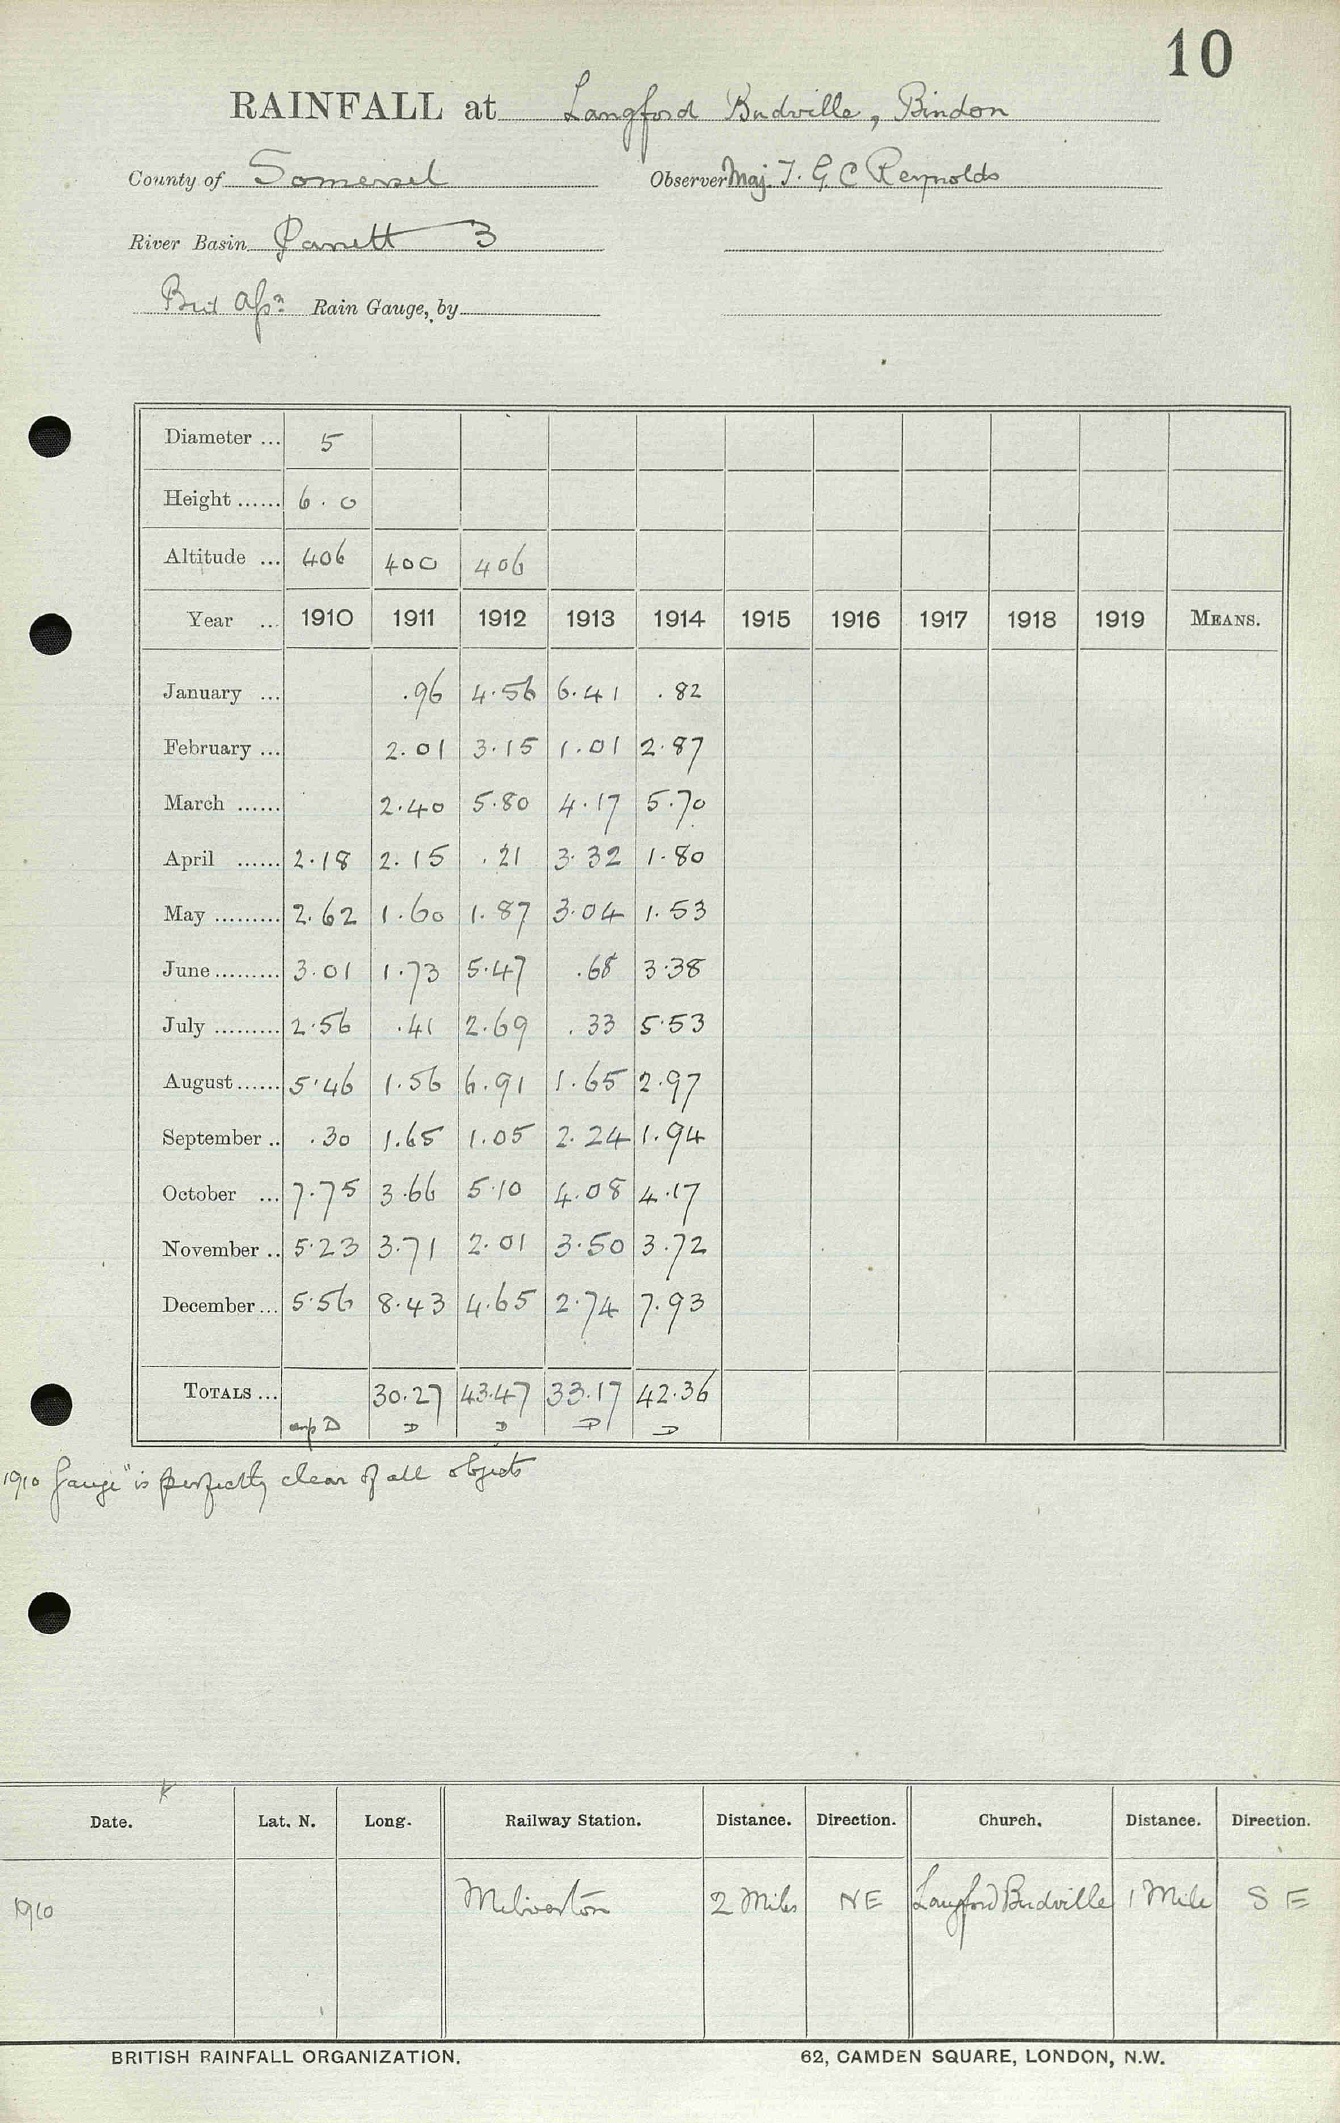 10
RAINFALL at Langford Budville, Bindon
County of Somerset Observer Maj. T. G. C Reynolds
River Basin Parrett 3
Brit Assn Rain Gauge, by
Diameter ... 5
Height ...... 6.0
Altitude ... 406 400 406
Year ... 1910 1911 1912 1913 1914 1915 1916 1917 1918 1919 MEANS.
January ... .96 4.56 6.41 .82
February ... 2.01 3.15 1.01 2.87
March ...... 2.40 5.80 4.17 5.70
April ...... 2.18 2.15 .21 3.32 1.80
May ......... 2.62 1.60 1.87 3.04 1.53
June ......... 3.01 1.73 5.47 .68 3.38
July ......... 2.56 .41 2.69 .33 5.53
August ...... 5.46 1.56 6.91 1.65 2.97
September .. .30 1.65 1.05 2.24 1.94
October ... 7.75 3.66 5.10 4.08 4.17
November .. 5.23 3.71 2.01 3.50 3.72
December ... 5.56 8.43 4.65 2.74 7.93
TOTALS ... 30.27 43.47 33.17 42.36
D D D D D
1910 Gauge "is perfectly clear of all objects
Date. Lat. N. Long. Railway Station. Distance. Direction. Church. Distance. Direction.
1910 Milverton 2 Miles NE Langford Budville 1 Mile S E
BRITISH RAINFALL ORGANIZATION. 62, CAMDEN SQUARE, LONDON, N.W.